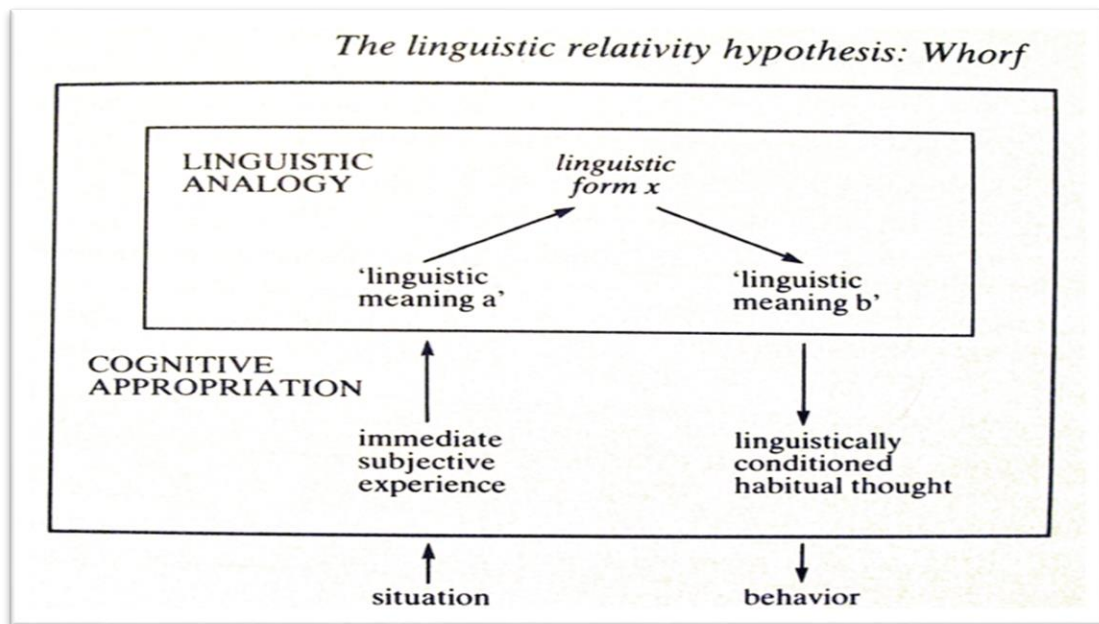 The linguistic relativity hypothesis: Whorf
LINGUISTIC
ANALOGY
linguistic
form x
‘linguistic
meaning a’
‘linguistic
meaning b’
COGNITIVE
APPROPRIATION
immediate
subjective
experience
linguistically
conditioned
habitual thought
situation
behavior